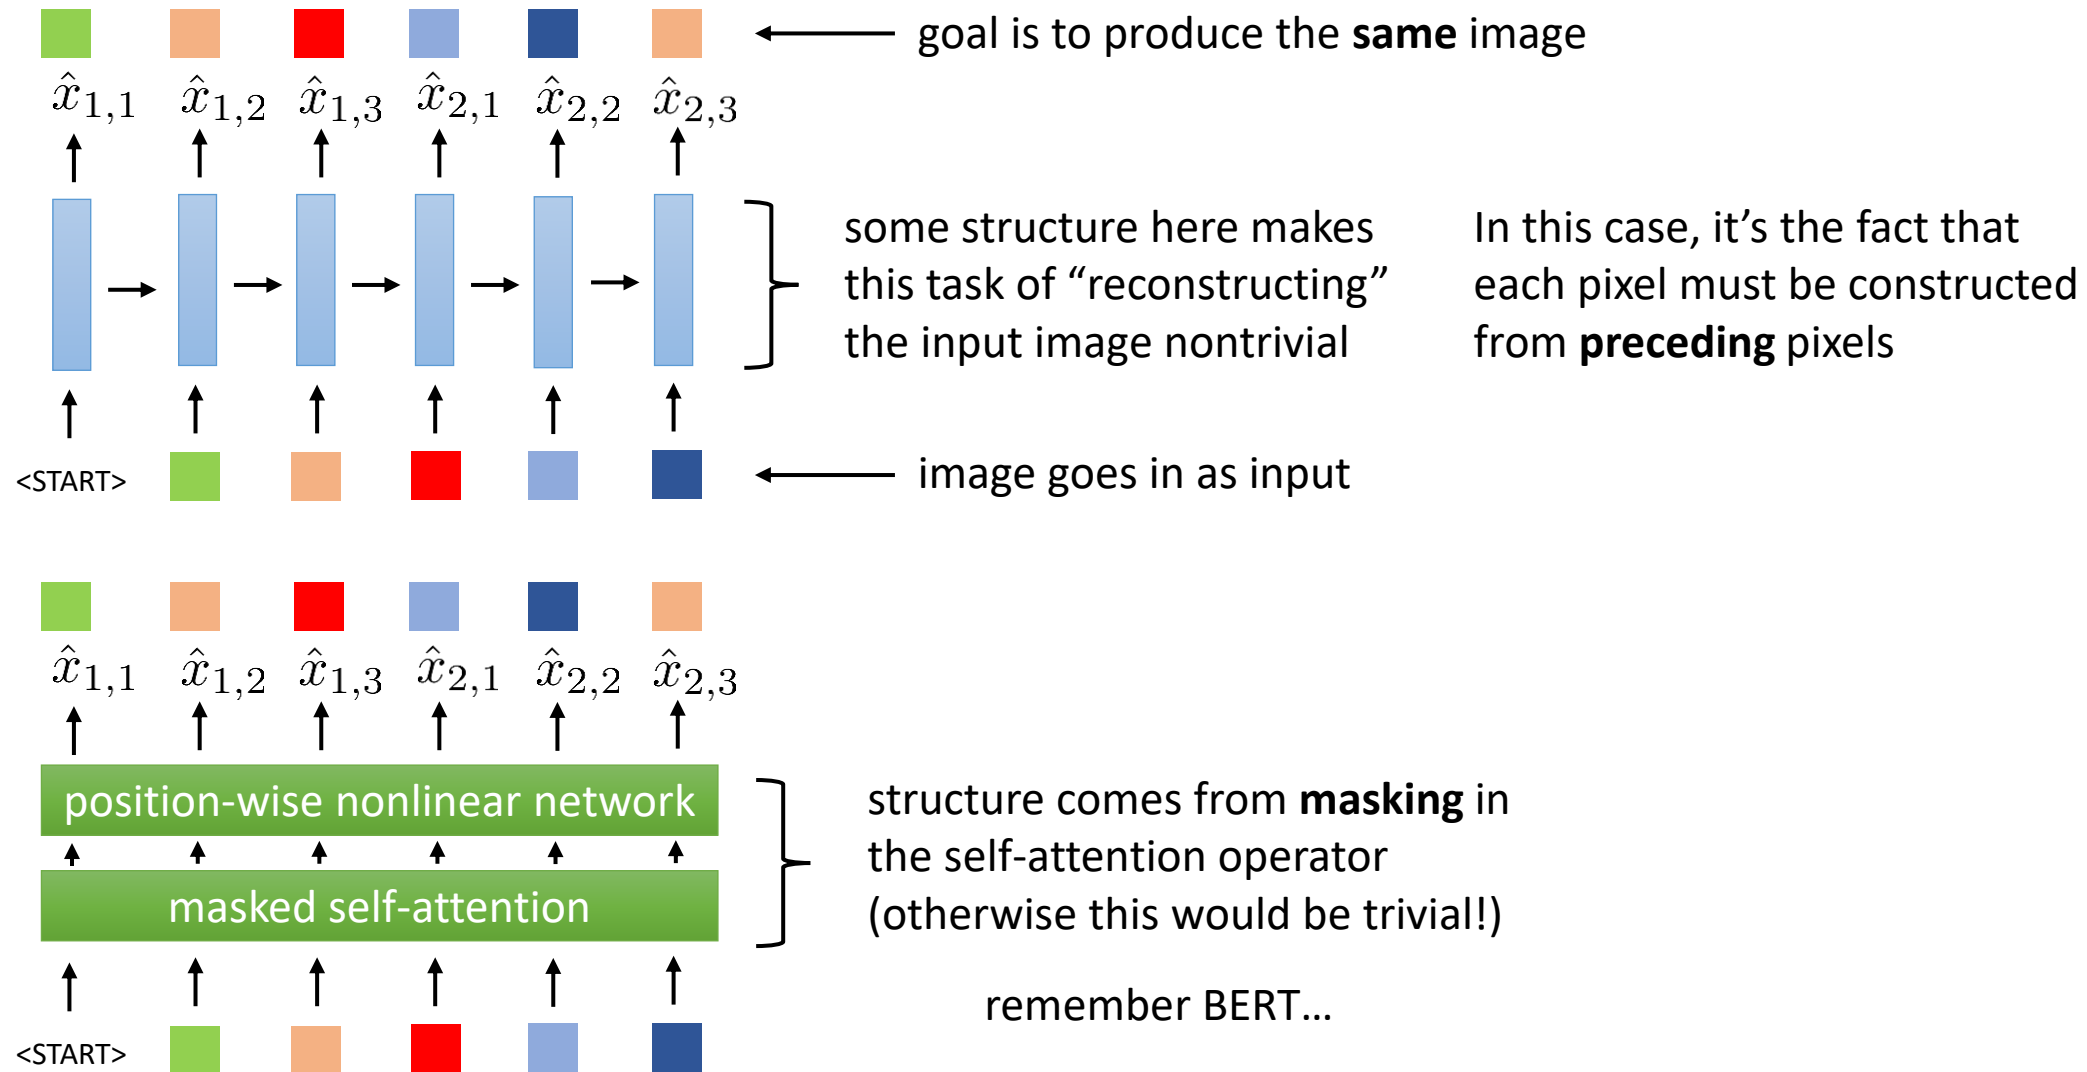 goal is to produce the same image
x̂1,1 x̂1,2 x̂1,3 x̂2,1 x̂2,2 x̂2,3
some structure here makes
this task of “reconstructing”
the input image nontrivial
In this case, it’s the fact that
each pixel must be constructed
from preceding pixels
<START>
image goes in as input
x̂1,1 x̂1,2 x̂1,3 x̂2,1 x̂2,2 x̂2,3
position-wise nonlinear network
masked self-attention
structure comes from masking in
the self-attention operator
(otherwise this would be trivial!)
remember BERT…
<START>